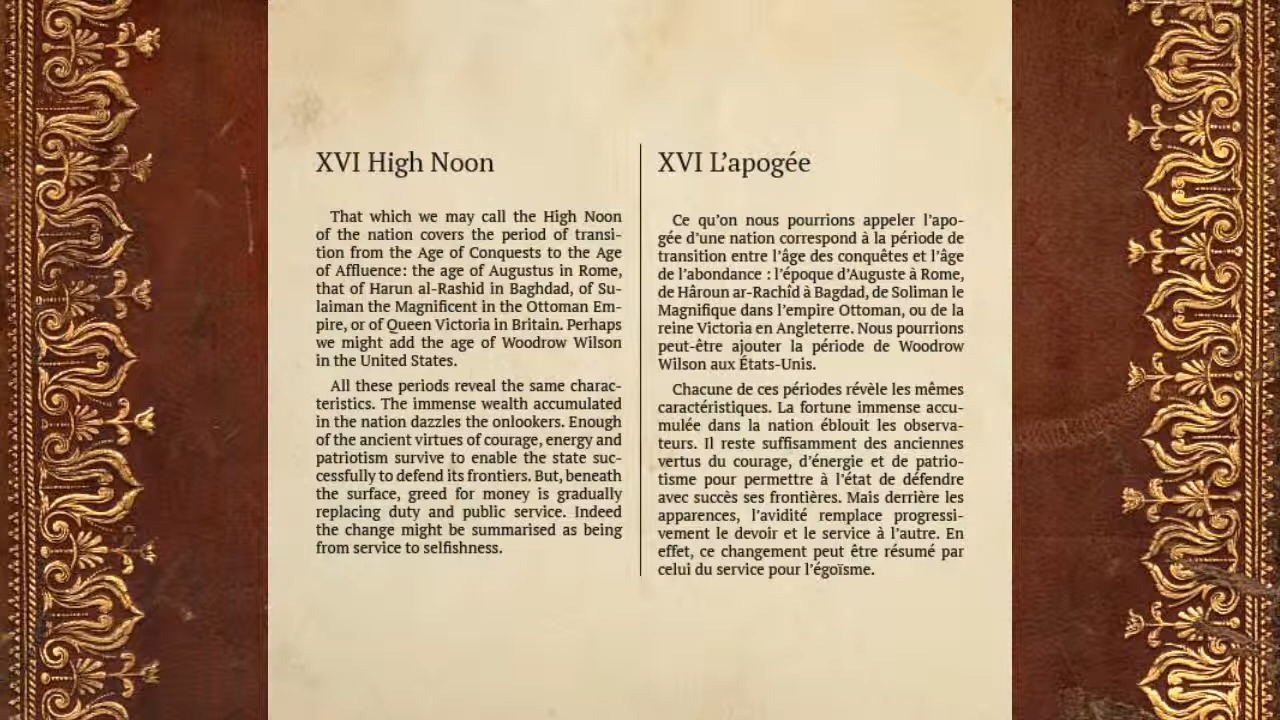 XVI High Noon
That which we may call the High Noon
of the nation covers the period of transi-
tion from the Age of Conquests to the Age
of Affluence: the age of Augustus in Rome,
that of Harun al-Rashid in Baghdad, of Su-
laiman the Magnificent in the Ottoman Em-
pire, or of Queen Victoria in Britain. Perhaps
we might add the age of Woodrow Wilson
in the United States.
All these periods reveal the same charac-
teristics. The immense wealth accumulated
in the nation dazzles the onlookers. Enough
of the ancient virtues of courage, energy and
patriotism survive to enable the state suc-
cessfully to defend its frontiers. But, beneath
the surface, greed for money is gradually
replacing duty and public service. Indeed
the change might be summarised as being
from service to selfishness.
XVI L’apogée
Ce qu’on nous pourrions appeler l’apo-
gée d’une nation correspond à la période de
transition entre l’âge des conquêtes et l’âge
de l’abondance : l’époque d’Auguste à Rome,
de Hâroun ar-Rachîd à Bagdad, de Soliman le
Magnifique dans l’empire Ottoman, ou de la
reine Victoria en Angleterre. Nous pourrions
peut-être ajouter la période de Woodrow
Wilson aux États-Unis.
Chacune de ces périodes révèle les mêmes
caractéristiques. La fortune immense accu-
mulée dans la nation éblouit les observa-
teurs. Il reste suffisamment des anciennes
vertus du courage, d’énergie et de patrio-
tisme pour permettre à l’état de défendre
avec succès ses frontières. Mais derrière les
apparences, l’avidité remplace progressi-
vement le devoir et le service à l’autre. En
effet, ce changement peut être résumé par
celui du service pour l’égoïsme.